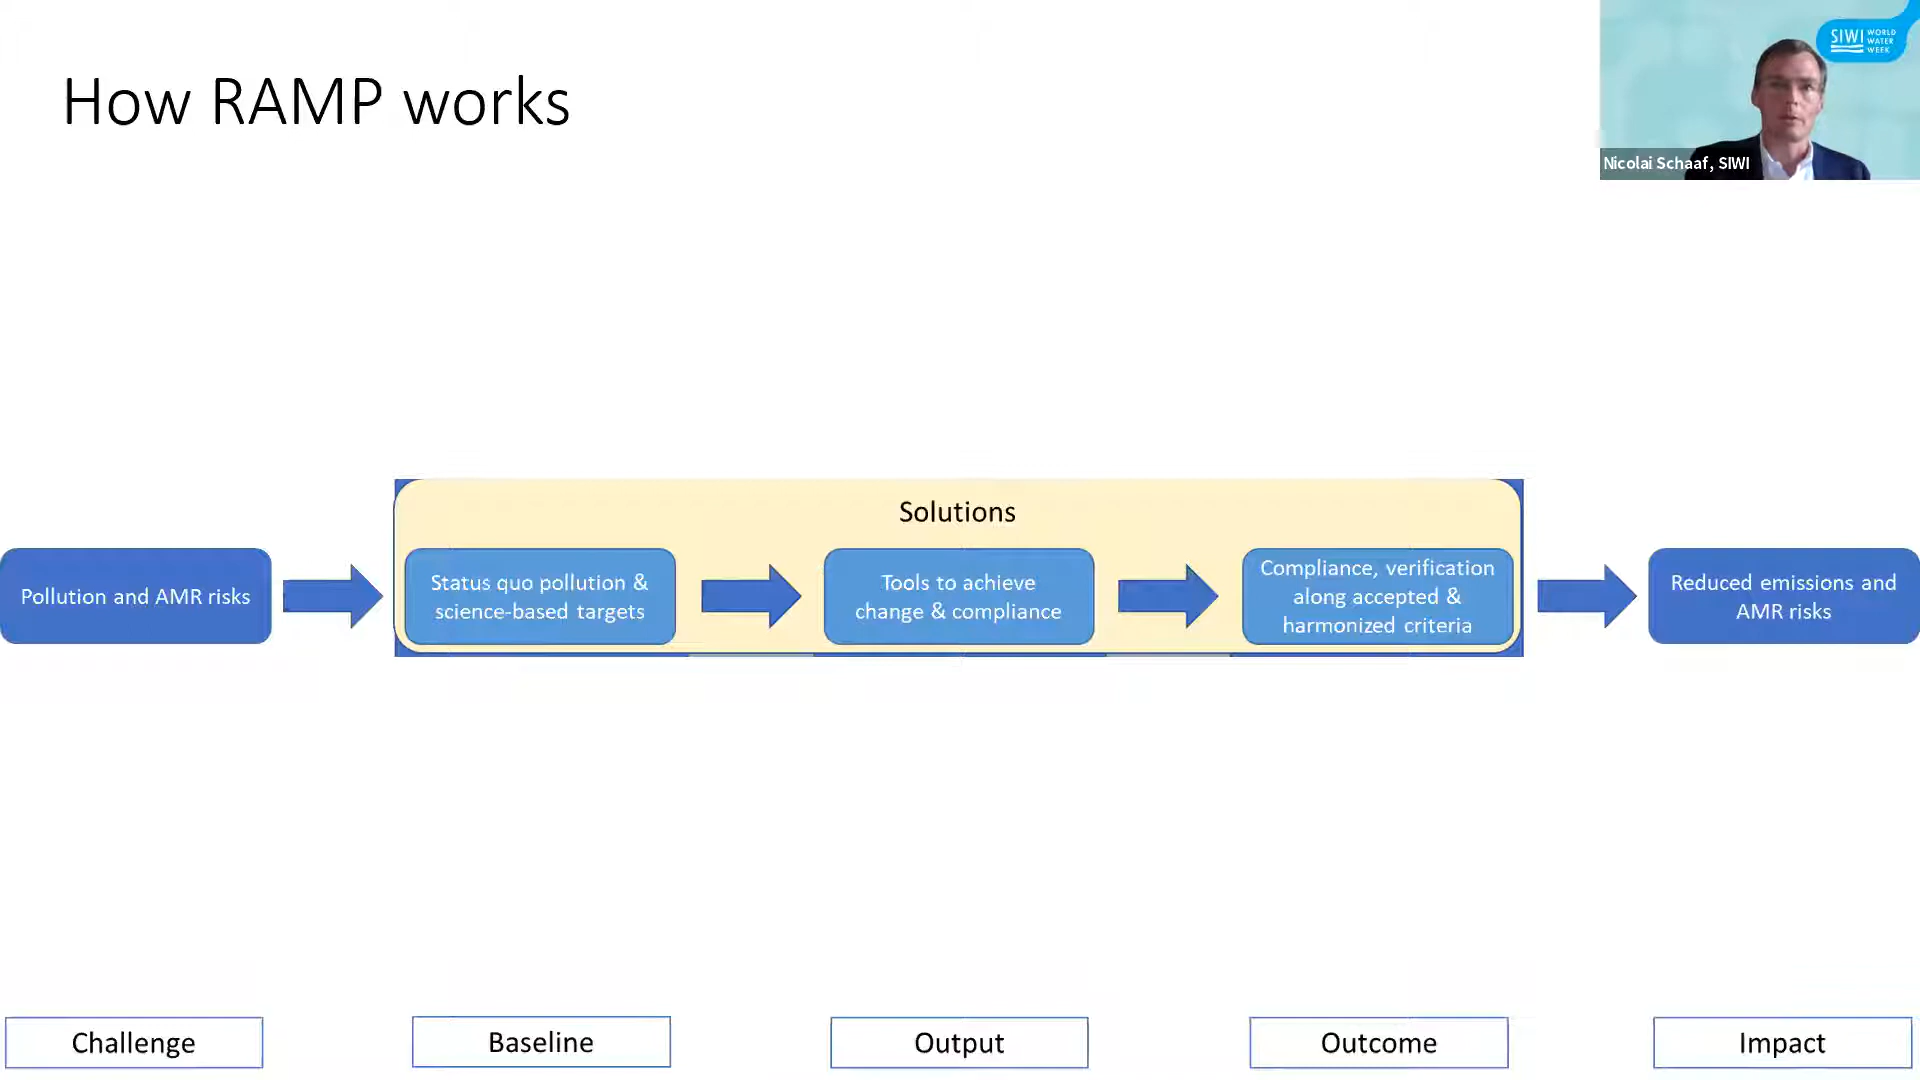 How RAMP works
SIWI WORLD
WATER
WEEK
Nicolai Schaaf, SIWI
Solutions
Pollution and AMR risks
Status quo pollution &
science-based targets
Tools to achieve
change & compliance
Compliance, verification
along accepted &
harmonized criteria
Reduced emissions and
AMR risks
Challenge
Baseline
Output
Outcome
Impact